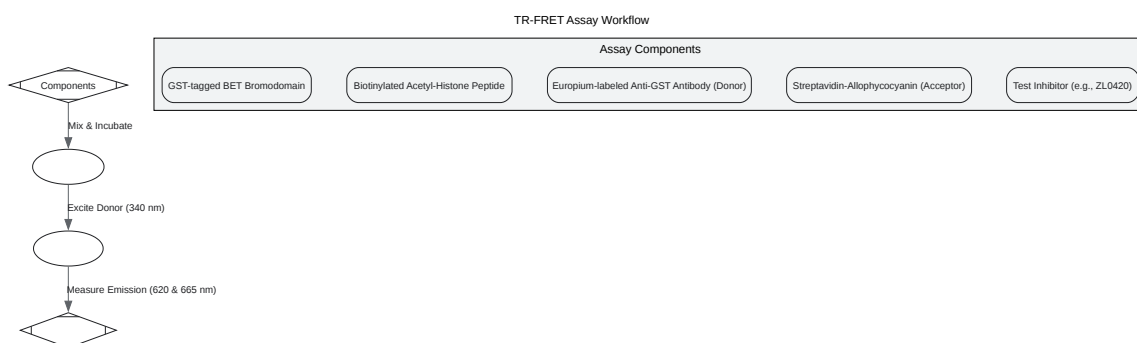 TR-FRET Assay Workflow
Assay Components
Components
GST-tagged BET Bromodomain
Biotinylated Acetyl-Histone Peptide
Europium-labeled Anti-GST Antibody (Donor)
Streptavidin-Allophycocyanin (Acceptor)
Test Inhibitor (e.g., ZL0420)
Mix & Incubate
Excite Donor (340 nm)
Measure Emission (620 & 665 nm)